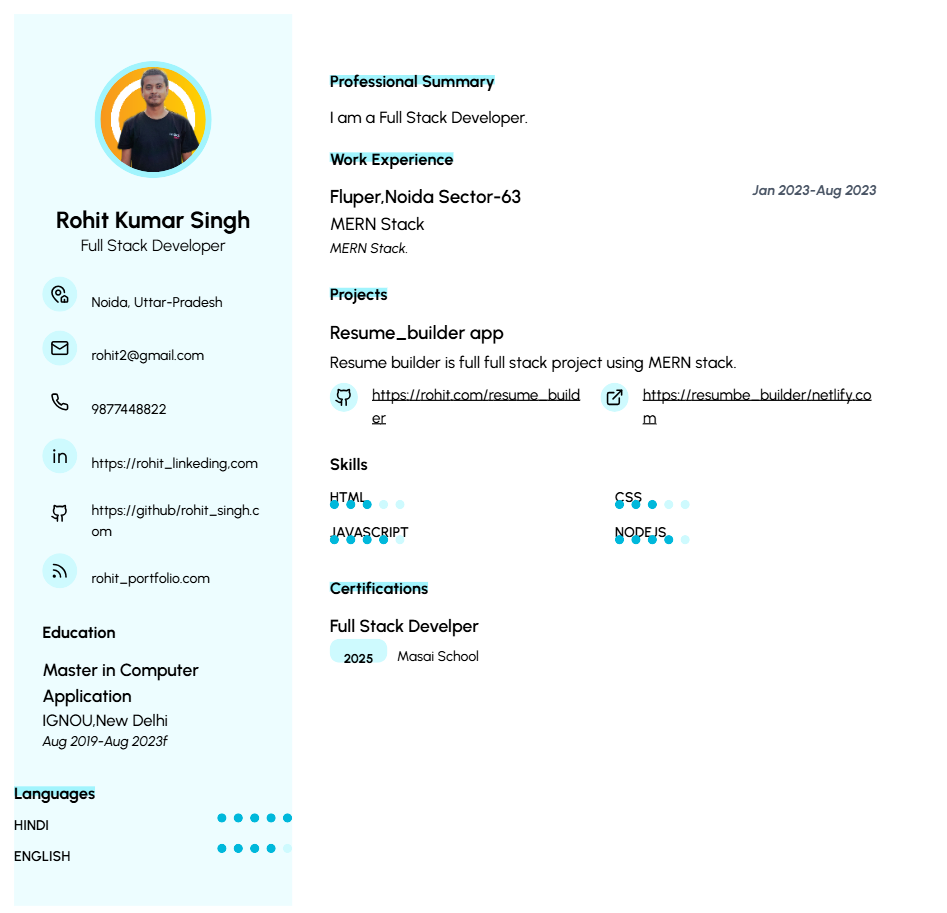 Rohit Kumar Singh
Full Stack Developer
Noida, Uttar-Pradesh
rohit2@gmail.com
9877448822
in
https://rohit_linkeding,com
https://github/rohit_singh.c
om
rohit_portfolio.com
Education
Master in Computer
Application
IGNOU,New Delhi
Aug 2019-Aug 2023f
Languages
HINDI
ENGLISH
Professional Summary
I am a Full Stack Developer.
Work Experience
Fluper,Noida Sector-63
Jan 2023-Aug 2023
MERN Stack
MERN Stack.
Projects
Resume_builder app
Resume builder is full full stack project using MERN stack.
https://rohit.com/resume_build
er
https://resumbe_builder/netlify.co
m
Skills
HTML
CSS
JAVASCRIPT
NODEJS
Certifications
Full Stack Develper
2025
Masai School